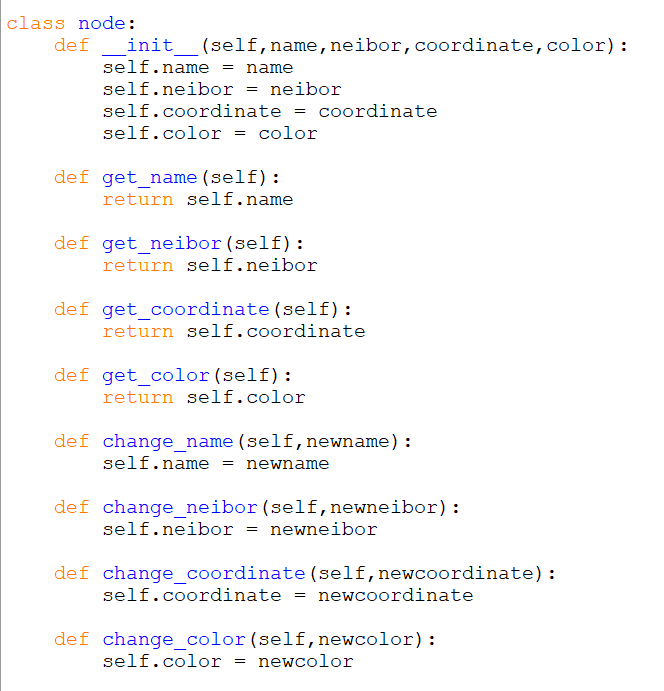 class node:
    def __init__(self,name,neibor,coordinate,color):
        self.name = name
        self.neibor = neibor
        self.coordinate = coordinate
        self.color = color

    def get_name(self):
        return self.name

    def get_neibor(self):
        return self.neibor

    def get_coordinate(self):
        return self.coordinate

    def get_color(self):
        return self.color

    def change_name(self,newname):
        self.name = newname

    def change_neibor(self,newneibor):
        self.neibor = newneibor

    def change_coordinate(self,newcoordinate):
        self.coordinate = newcoordinate

    def change_color(self,newcolor):
        self.color = newcolor